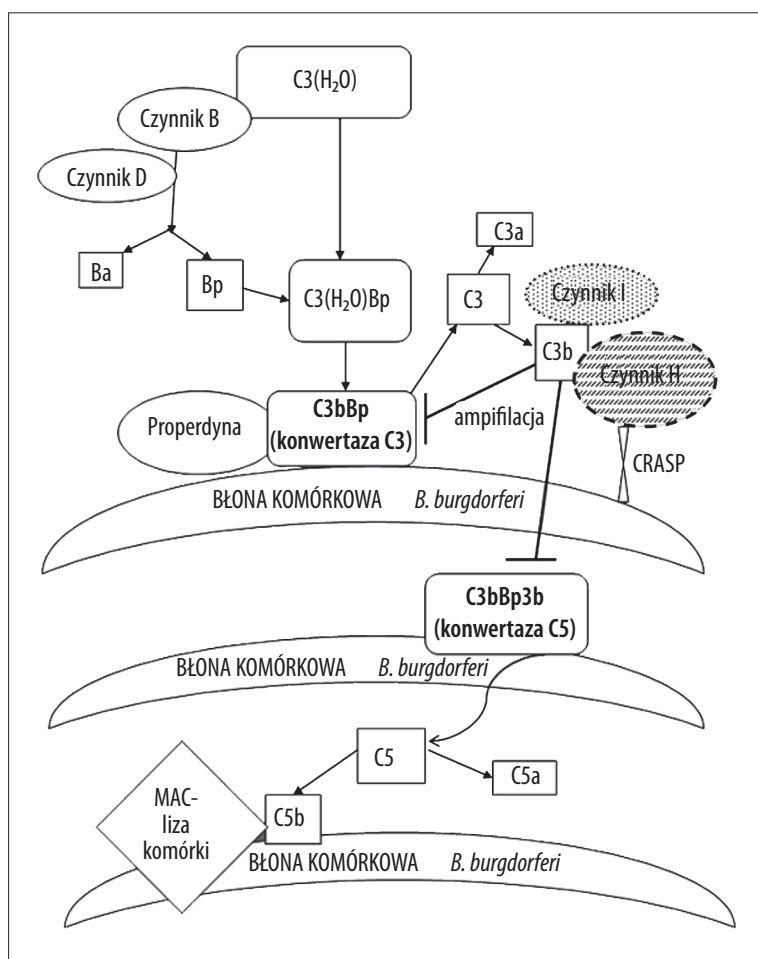 C3(H₂O)
Czynnik B
Czynnik D
Ba
Bp
C3(H₂O)Bp
C3a
C3
Czynnik I
C3b
Czynnik H
Properdyna
C3bBp
(konwertaza C3)
ampifilacja
CRASP
BŁONA KOMÓRKOWA B. burgdorferi
C3bBp3b
(konwertaza C5)
BŁONA KOMÓRKOWA B. burgdorferi
C5
C5a
MAC-
liza
komórki
C5b
BŁONA KOMÓRKOWA B. burgdorferi